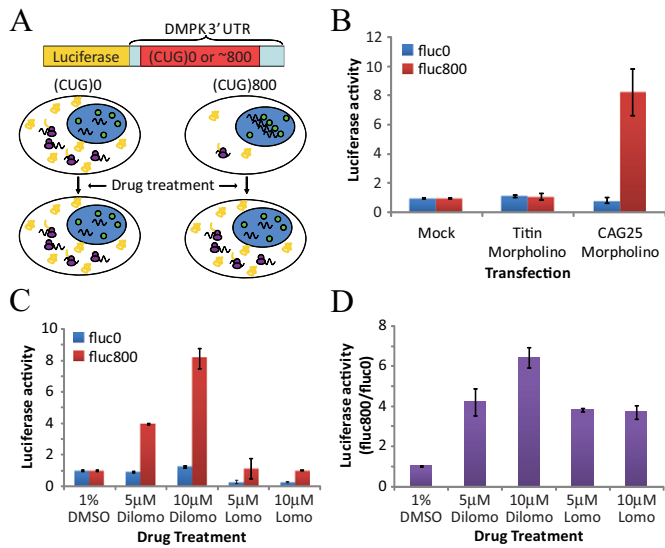 A
DMPK3’UTR
Luciferase
(CUG)0 or ~800
(CUG)0
(CUG)800
Drug treatment
B
Luciferase activity
12
10
8
6
4
2
0
fluc0
fluc800
Mock
Titin
Morpholino
CAG25
Morpholino
Transfection
C
Luciferase activity
10
8
6
4
2
0
fluc0
fluc800
1%
DMSO
5μM
Dilomo
10μM
Dilomo
5μM
Lomo
10μM
Lomo
Drug Treatment
D
Luciferase activity
(fluc800/fluc0)
8
6
4
2
0
1%
DMSO
5μM
Dilomo
10μM
Dilomo
5μM
Lomo
10μM
Lomo
Drug Treatment